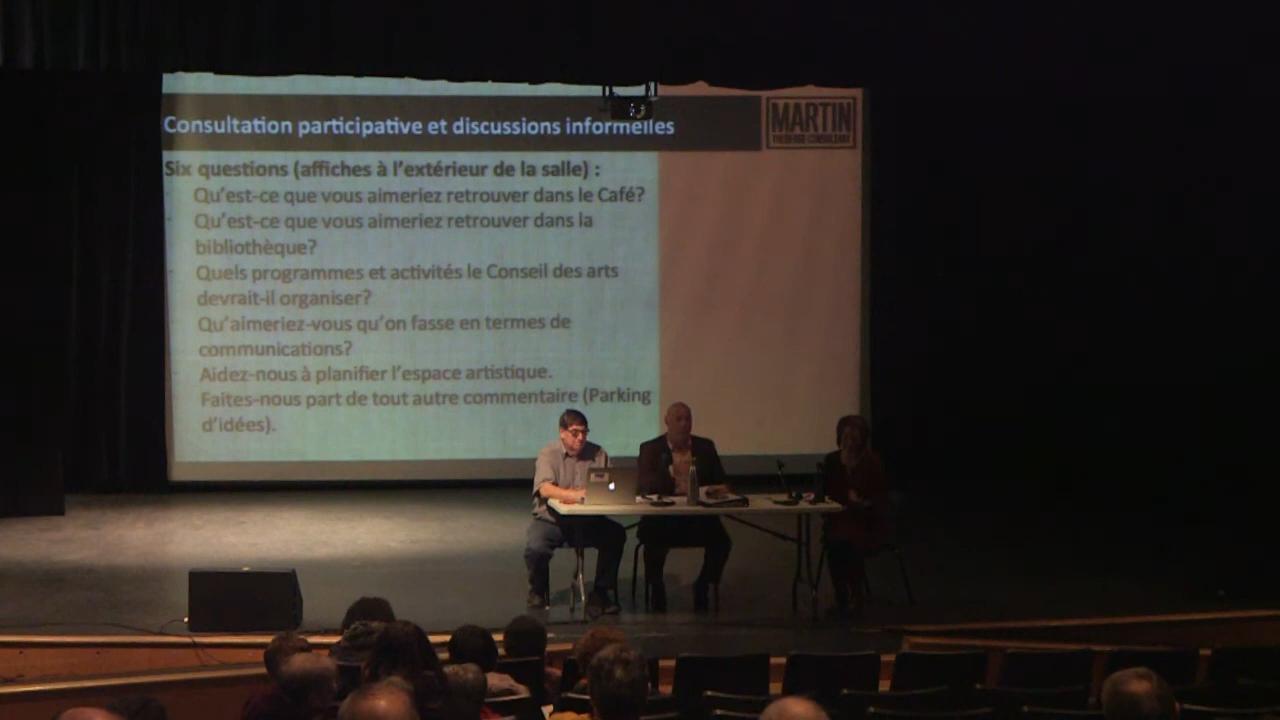 Consultation participative et discussions informelles
MARTIN
THEODORE CONSULTANT
Six questions (affiches à l'extérieur de la salle) :
Qu'est-ce que vous aimeriez retrouver dans le Café?
Qu'est-ce que vous aimeriez retrouver dans la
bibliothèque?
Quels programmes et activités le Conseil des arts
devrait-il organiser?
Qu'aimeriez-vous qu'on fasse en termes de
communications?
Aidez-nous à planifier l'espace artistique.
Faites-nous part de tout autre commentaire (Parking
d'idées).